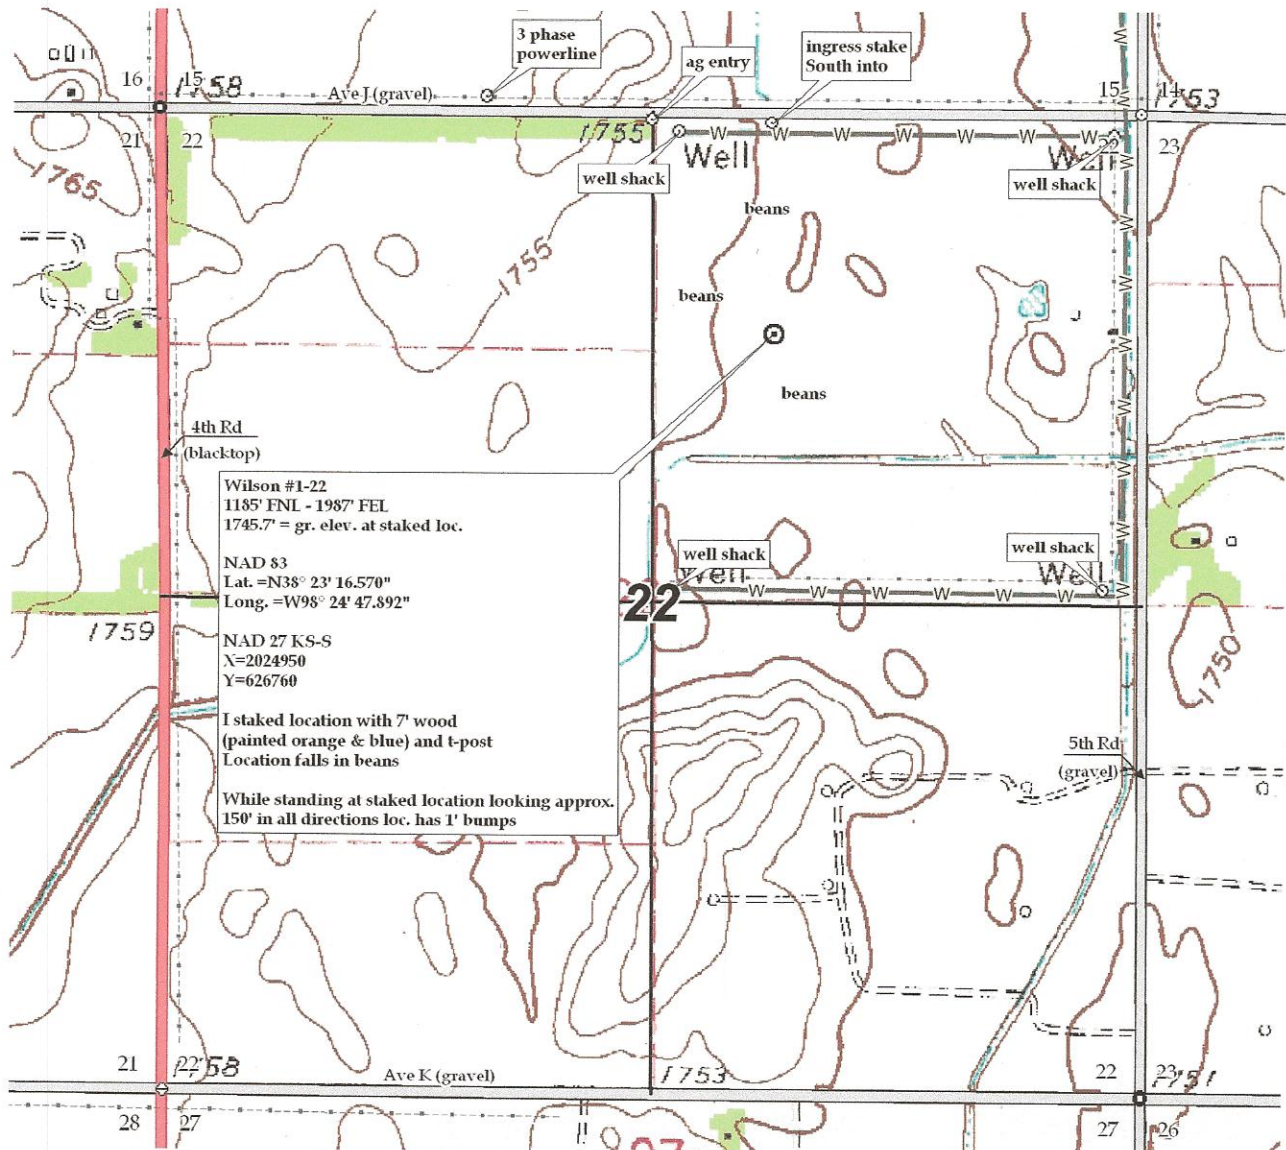 3 phase
powerline
ag entry
ingress stake
South into
16
15
1758
Ave J (gravel)
15
14
1753
21
22
1755
W W W W W W W
Well
Well
22
23
well shack
well shack
1765
beans
W
1755
beans
W
W
beans
4th Rd
(blacktop)
W
W
Wilson #1-22
1185' FNL - 1987' FEL
1745.7' = gr. elev. at staked loc.
NAD 83
Lat. =N38° 23' 16.570"
Long. =W98° 24' 47.892"
NAD 27 KS-S
X=2024950
Y=626760
I staked location with 7' wood
(painted orange & blue) and t-post
Location falls in beans
While standing at staked location looking approx.
150' in all directions loc. has 1' bumps
W
well shack
well shack
Well
Well
W W W W W W W
22
1759
1750
5th Rd
(gravel)
21
22
1758
Ave K (gravel)
1753
22
23
1751
28
27
27
27
26